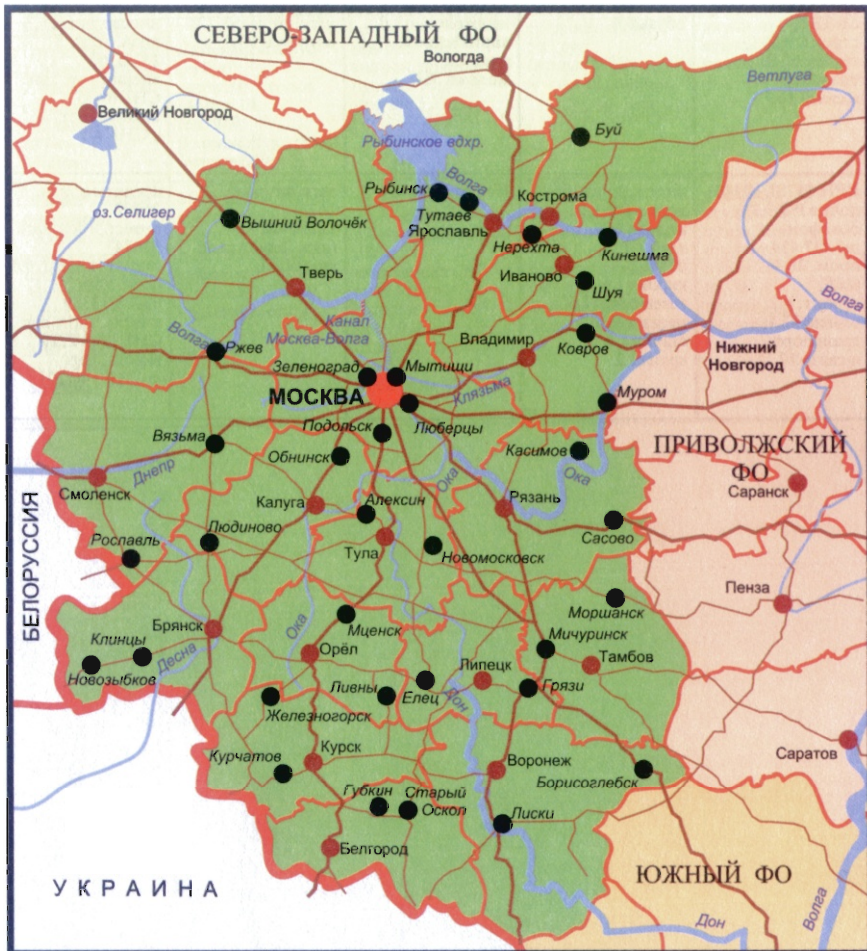 СЕВЕРО-ЗАПАДНЫЙ ФО
Вологда
Ветлуга
Великий Новгород
Буй
Рыбинское вдхр.
Волга
Рыбинск
Кострома
оз.Селигер
Вышний Волочёк
Тутаев
Ярославль
Нерехта
Кинешма
Иваново
Шуя
Тверь
Волга
Канал
Москва-Волга
Волга
Ржев
Владимир
Ковров
Нижний
Новгород
Зеленоград
Мытищи
Клязьма
МОСКВА
Муром
Подольск
Люберцы
Вязьма
Касимов
ПРИВОЛЖСКИЙ
ФО
Обнинск
Днепр
Ока
Ока
Смоленск
Саранск
Калуга
Алексин
Рязань
БЕЛОРУССИЯ
Людиново
Рославль
Тула
Новомосковск
Сасово
Пенза
Моршанск
Брянск
Ока
Мценск
Мичуринск
Клинцы
Десна
Орёл
Липецк
Тамбов
Новозыбков
Ливны
Елец
Дон
Грязи
Железногорск
Курчатов
Курск
Воронеж
Саратов
Борисоглебск
Губкин
Старый
Оскол
Лиски
Белгород
УКРАИНА
ЮЖНЫЙ ФО
Дон
Волга